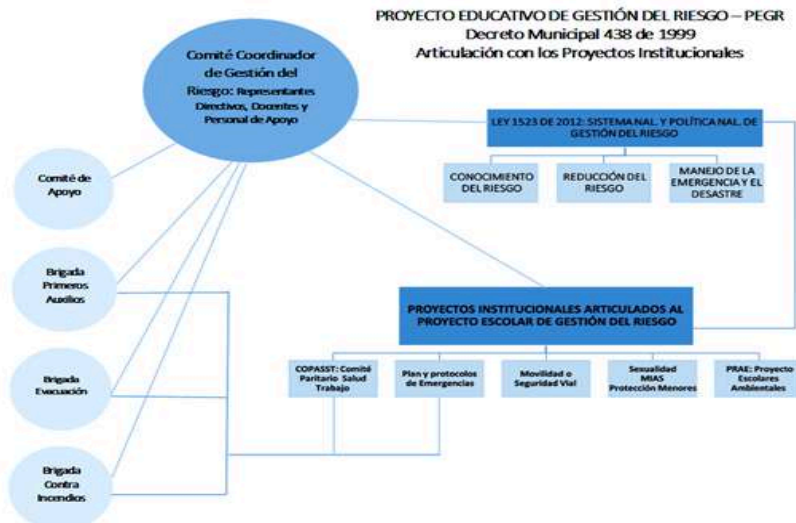 PROYECTO EDUCATIVO DE GESTIÓN DEL RIESGO – PEGR
Decreto Municipal 438 de 1999
Articulación con los Proyectos Institucionales
Comité Coordinador
de Gestión del
Riesgo: Representantes
Directivos, Docentes y
Personal de Apoyo
LEY 1523 DE 2012: SISTEMA NAL. Y POLÍTICA NAL. DE
GESTIÓN DEL RIESGO
CONOCIMIENTO
DEL RIESGO
REDUCCIÓN DEL
RIESGO
MANEJO DE LA
EMERGENCIA Y EL
DESASTRE
Comité de
Apoyo
Brigada
Primeros
Auxilios
Brigada
Evacuación
Brigada
Contra
Incendios
PROYECTOS INSTITUCIONALES ARTICULADOS AL
PROYECTO ESCOLAR DE GESTIÓN DEL RIESGO
COPASST: Comité
Paritario Salud
Trabajo
Plan y protocolos
de Emergencias
Movilidad o
Seguridad Vial
Sexualidad
MIAS
Protección Menores
PRAE: Proyecto
Escolares
Ambientales